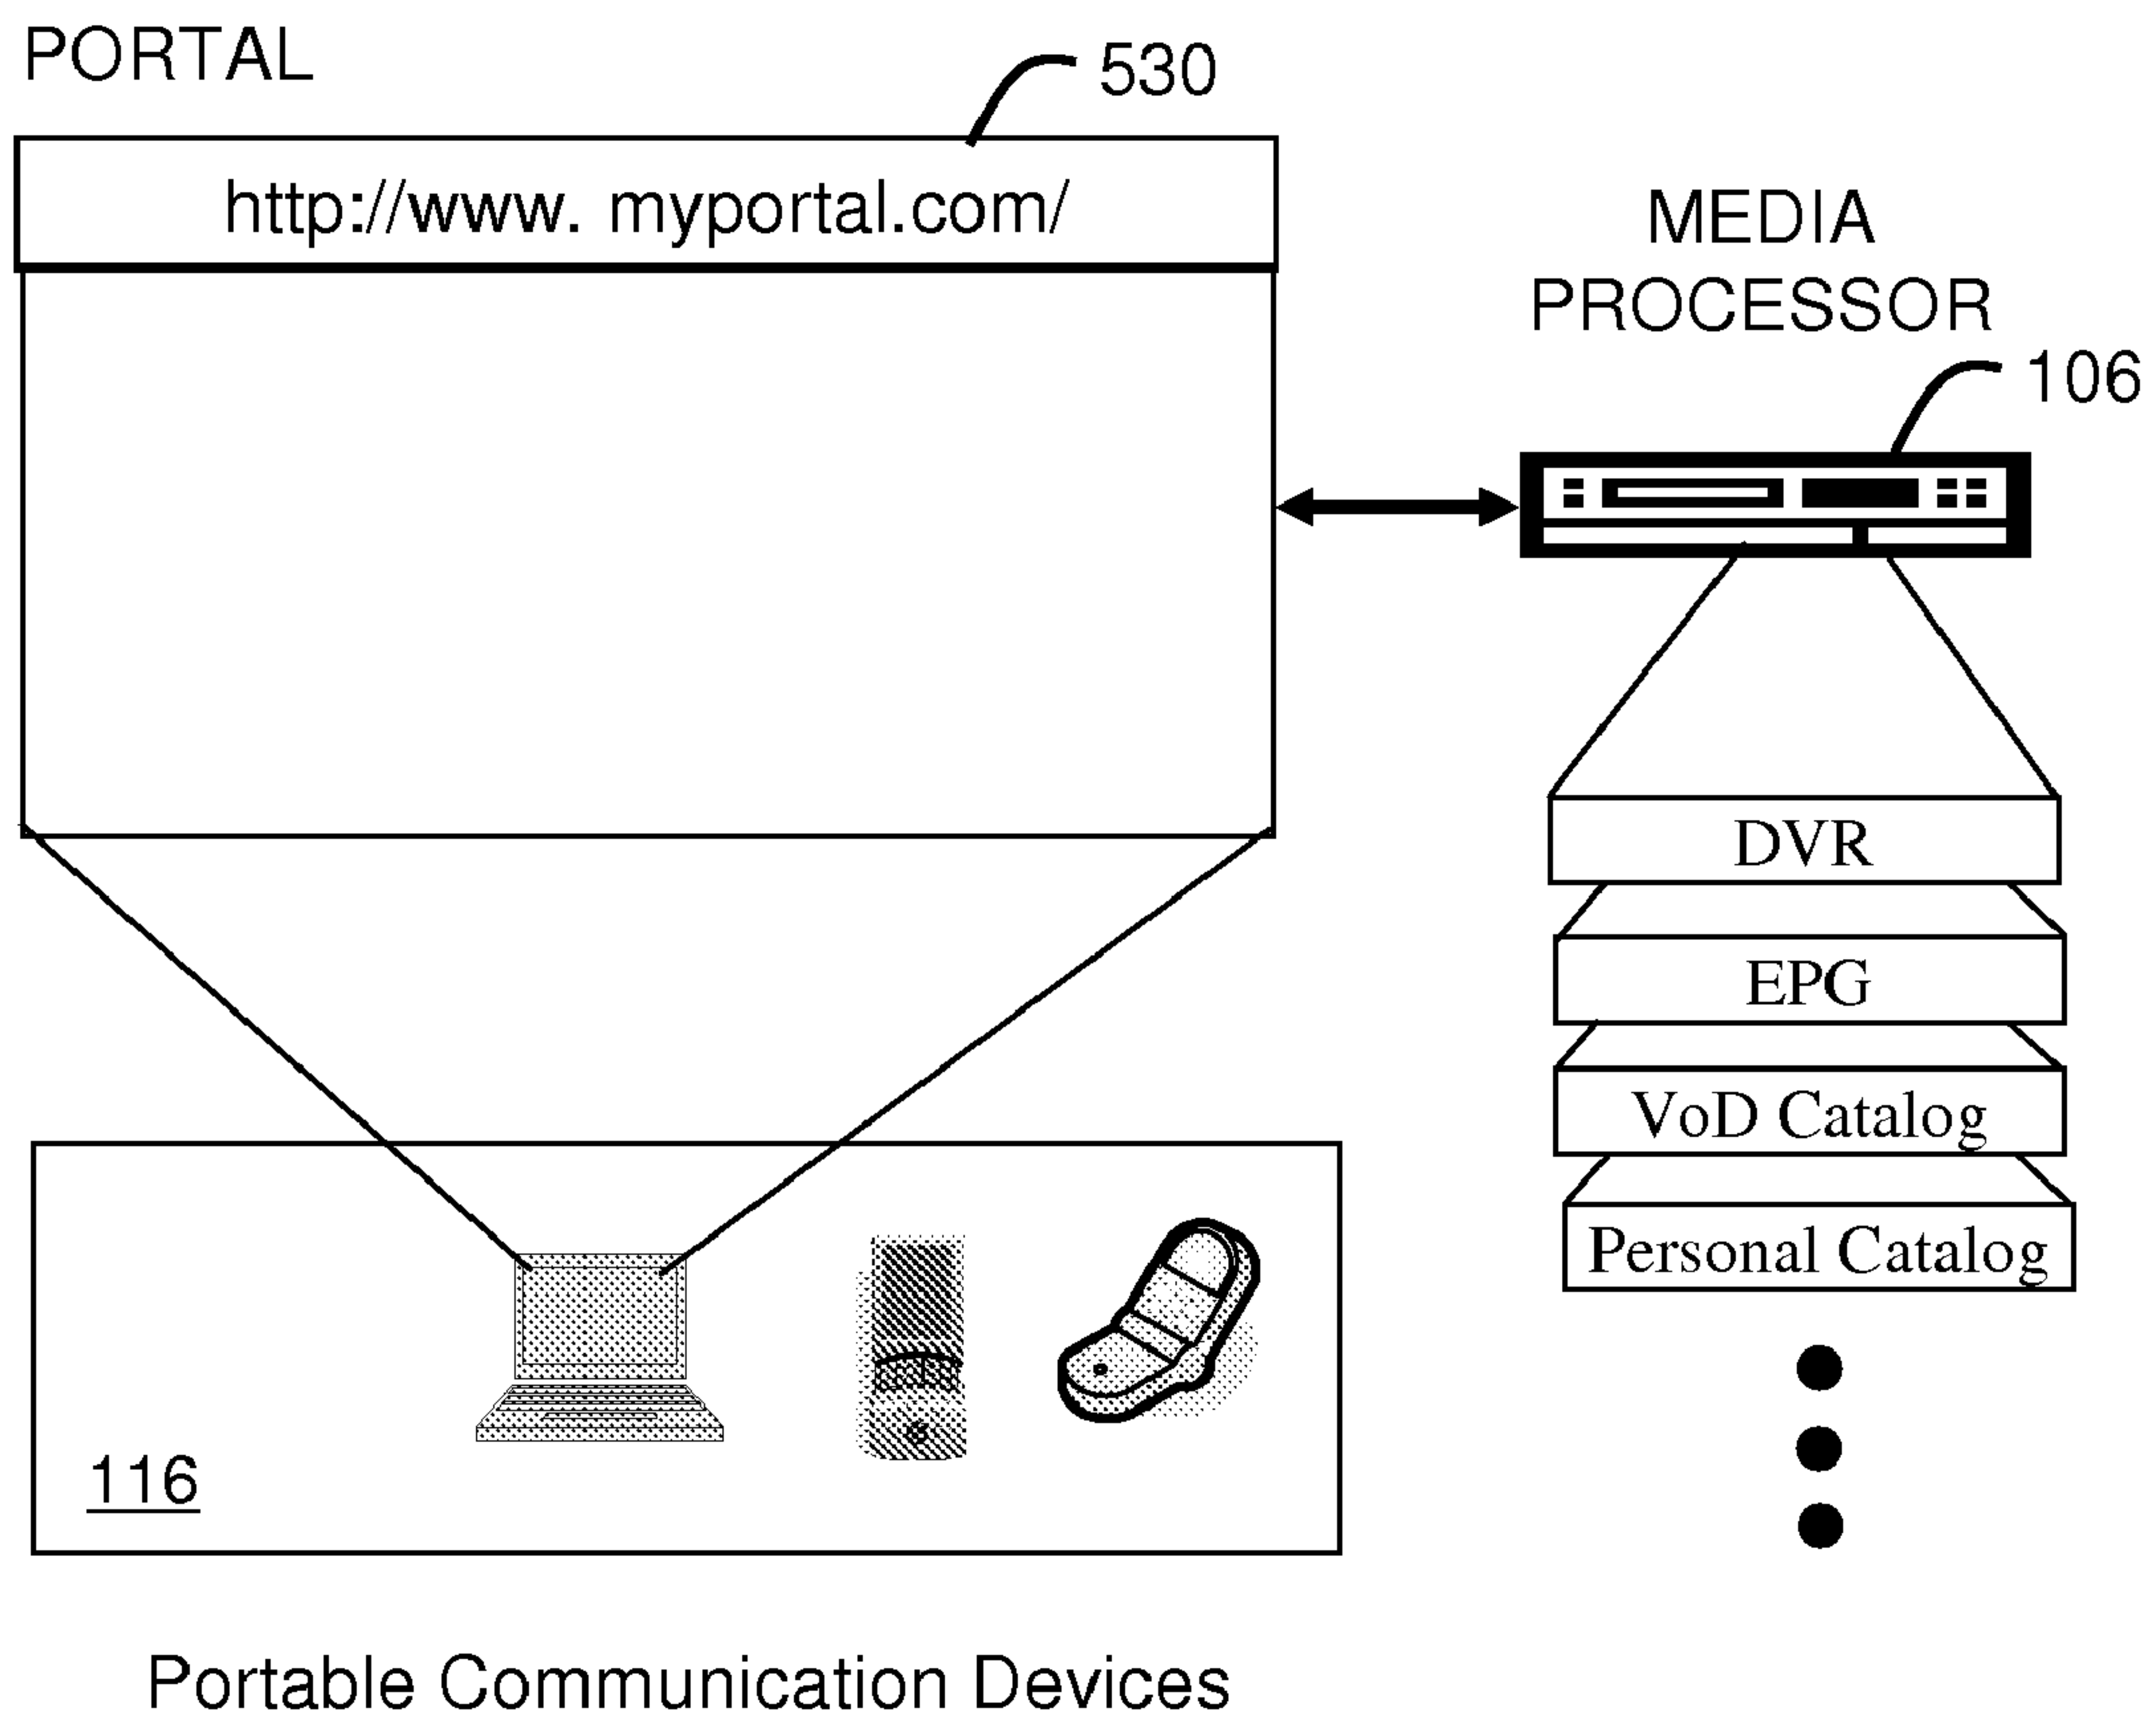 PORTAL
530
http://www. myportal.com/
MEDIA
PROCESSOR
106
DVR
EPG
VoD Catalog
Personal Catalog
116
Portable Communication Devices